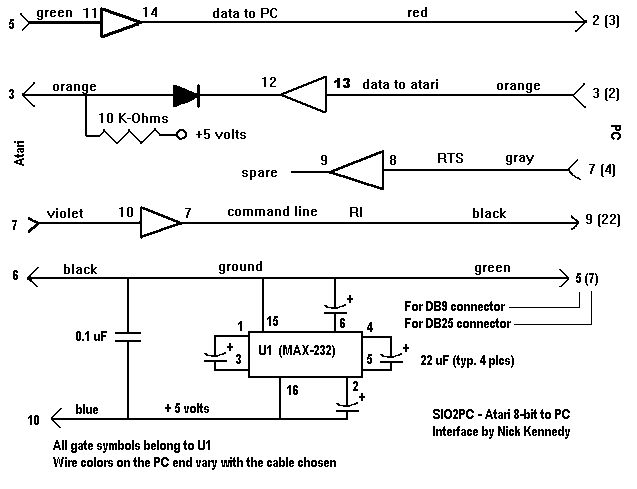 5 green 11 14 data to PC red 2 (3)
3 orange 12 13 data to atari orange 3 (2)
10 K-Ohms
+5 volts
Atari
PC
spare 9 8 RTS gray 7 (4)
7 violet 10 7 command line RI black 9 (22)
6 black ground green 5 (7)
For DB9 connector
For DB25 connector
0.1 uF
15 + 6
1 + 3
U1 (MAX-232)
4 + 5
22 uF (typ. 4 plcs)
16 2 +
10 blue + 5 volts
SIO2PC - Atari 8-bit to PC
Interface by Nick Kennedy
All gate symbols belong to U1
Wire colors on the PC end vary with the cable chosen